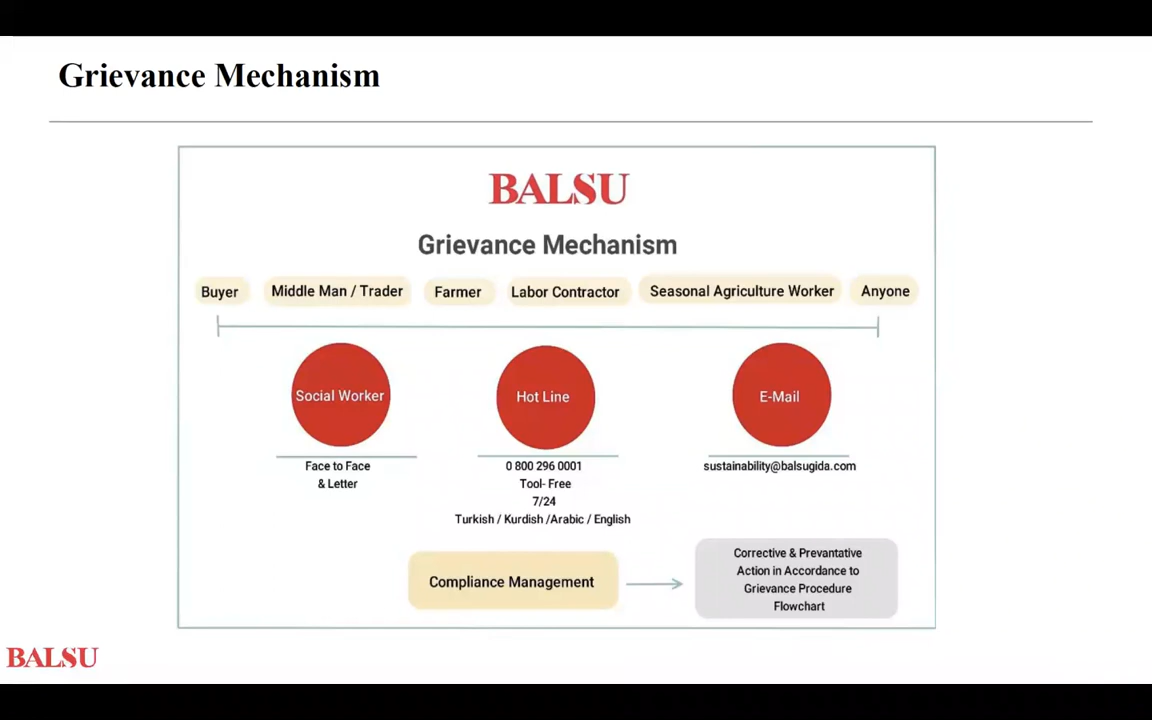 Grievance Mechanism
BALSU
Grievance Mechanism
Buyer
Middle Man / Trader
Farmer
Labor Contractor
Seasonal Agriculture Worker
Anyone
Social Worker
Hot Line
E-Mail
Face to Face
& Letter
0 800 296 0001
Tool- Free
7/24
Turkish / Kurdish /Arabic / English
sustainability@balsugida.com
Compliance Management
Corrective & Prevantative
Action in Accordance to
Grievance Procedure
Flowchart
BALSU